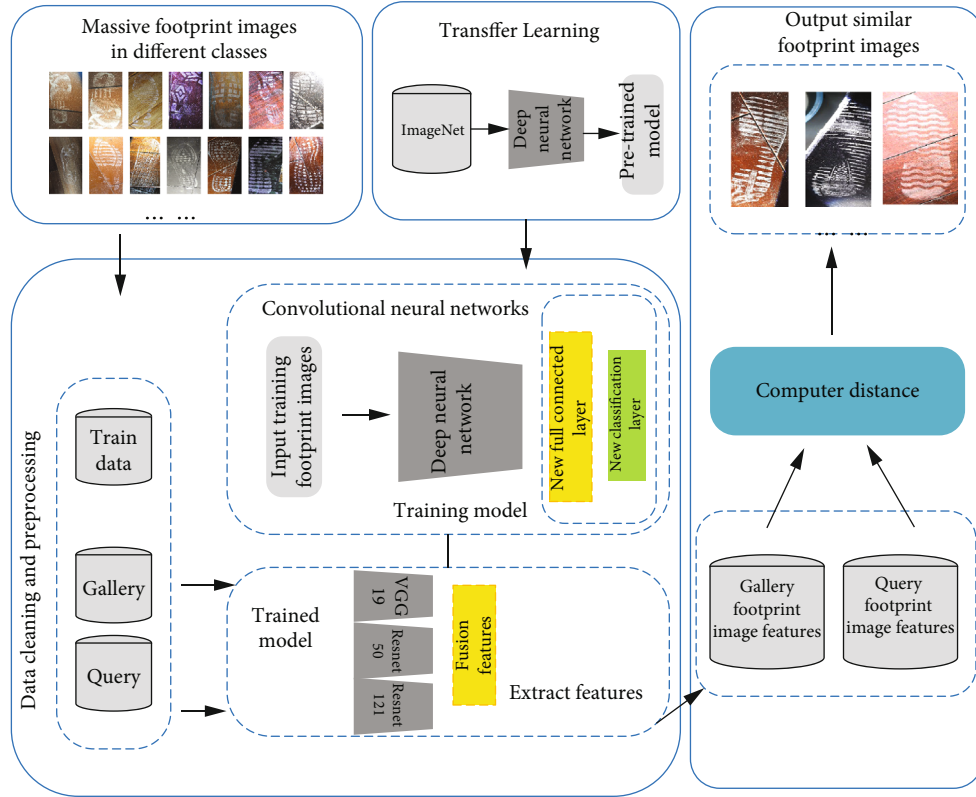 Massive footprint images
in different classes
... ...
Transffer Learning
ImageNet
Deep
neural
network
Pre-trained
model
Output similar
footprint images
... ...
Data cleaning and preprocessing
Train
data
Gallery
Query
Convolutional neural networks
Input training
footprint images
Deep neural
network
New full connected
layer
New classification
layer
Training model
Trained
model
VGG
19
Resnet
50
Resnet
121
Fusion
features
Extract features
Computer distance
Gallery
footprint
image features
Query
footprint
image features